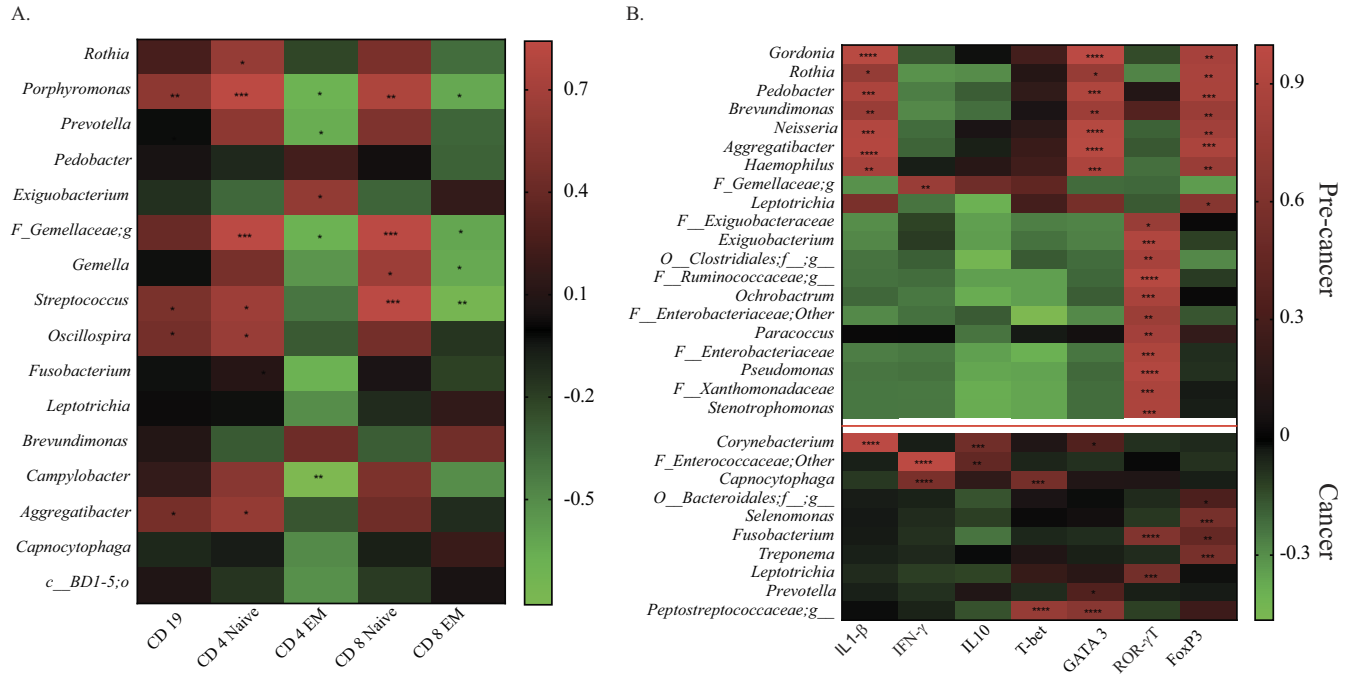 A.
Rothia
*
Porphyromonas
** *** * ** *
Prevotella
*
Pedobacter
Exiguobacterium
*
F_Gemellaceae;g
*** * *** *
Gemella
* *
Streptococcus
* * *** **
Oscillospira
* *
Fusobacterium
*
Leptotrichia
Brevundimonas
Campylobacter
**
Aggregatibacter
* *
Capnocytophaga
c__BD1-5;o
CD 19 CD 4 Naive CD 4 EM CD 8 Naive CD 8 EM
0.7
0.4
0.1
-0.2
-0.5
B.
Gordonia
**** **** **
Rothia
* * **
Pedobacter
*** *** ***
Brevundimonas
** ** **
Neisseria
*** **** **
Aggregatibacter
**** **** ***
Haemophilus
** *** **
F_Gemellaceae;g
**
Leptotrichia
*
F__Exiguobacteraceae
*
Exiguobacterium
***
O__Clostridiales;f__;g__
**
F__Ruminococcaceae;g__
****
Ochrobactrum
***
F__Enterobacteriaceae;Other
**
Paracoccus
**
F__Enterobacteriaceae
***
Pseudomonas
****
F__Xanthomonadaceae
***
Stenotrophomonas
***
Corynebacterium
**** *** *
F_Enterococcaceae;Other
**** **
Capnocytophaga
**** ***
O__Bacteroidales;f__;g__
*
Selenomonas
***
Fusobacterium
**** **
Treponema
***
Leptotrichia
***
Prevotella
*
Peptostreptococcaceae;g__
**** ****
IL1-β IFN-γ IL10 T-bet GATA 3 ROR-γT FoxP3
0.9
0.6
0.3
0
-0.3
Pre-cancer
Cancer